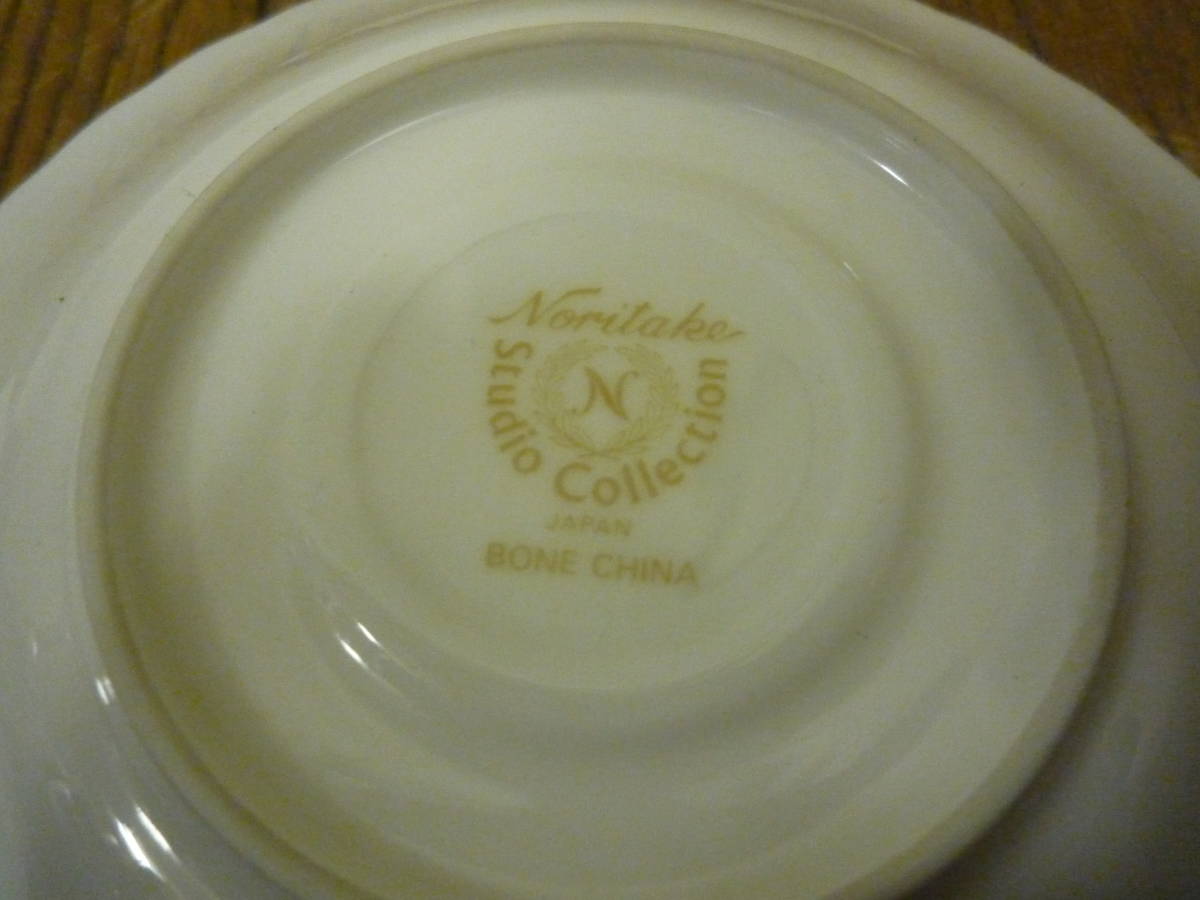 Noritake
N
Studio Collection
JAPAN
BONE CHINA